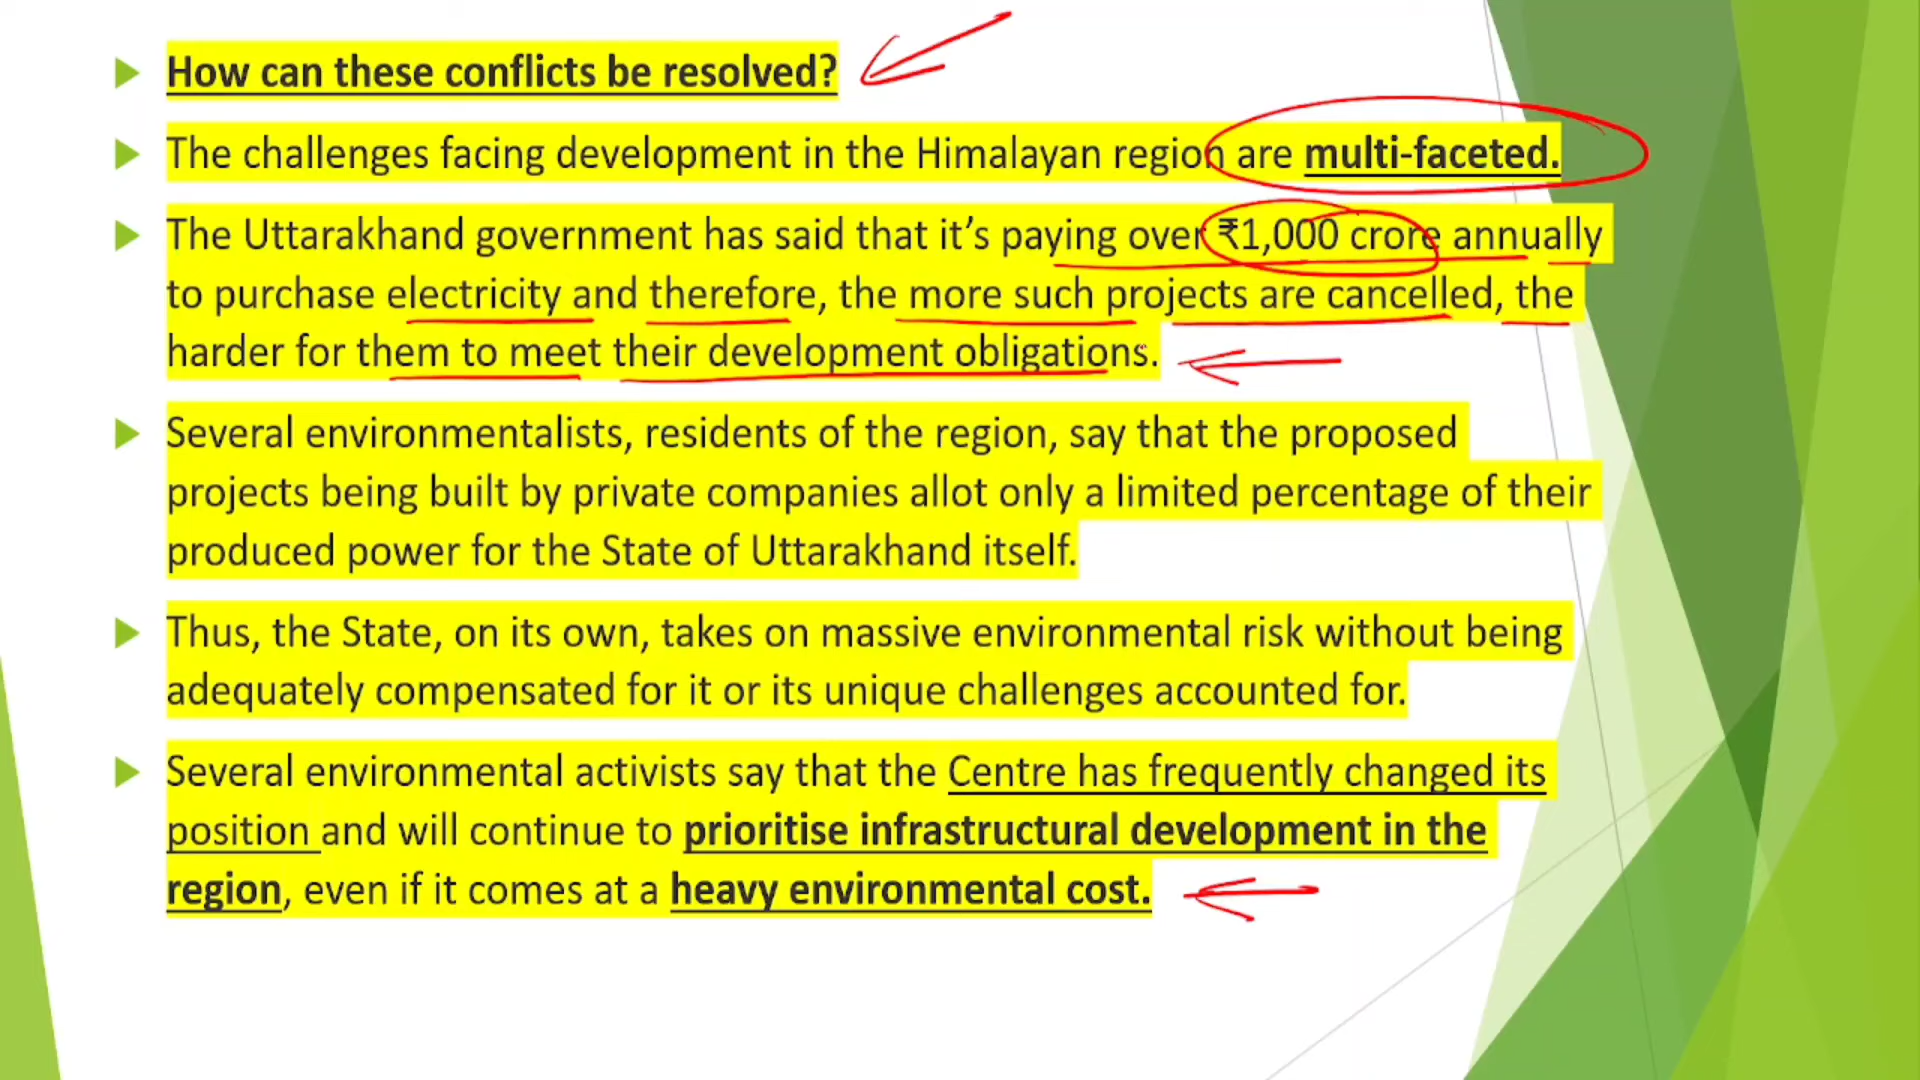 How can these conflicts be resolved?
The challenges facing development in the Himalayan region are multi-faceted.
The Uttarakhand government has said that it’s paying over ₹1,000 crore annually
to purchase electricity and therefore, the more such projects are cancelled, the
harder for them to meet their development obligations.
Several environmentalists, residents of the region, say that the proposed
projects being built by private companies allot only a limited percentage of their
produced power for the State of Uttarakhand itself.
Thus, the State, on its own, takes on massive environmental risk without being
adequately compensated for it or its unique challenges accounted for.
Several environmental activists say that the Centre has frequently changed its
position and will continue to prioritise infrastructural development in the
region, even if it comes at a heavy environmental cost.